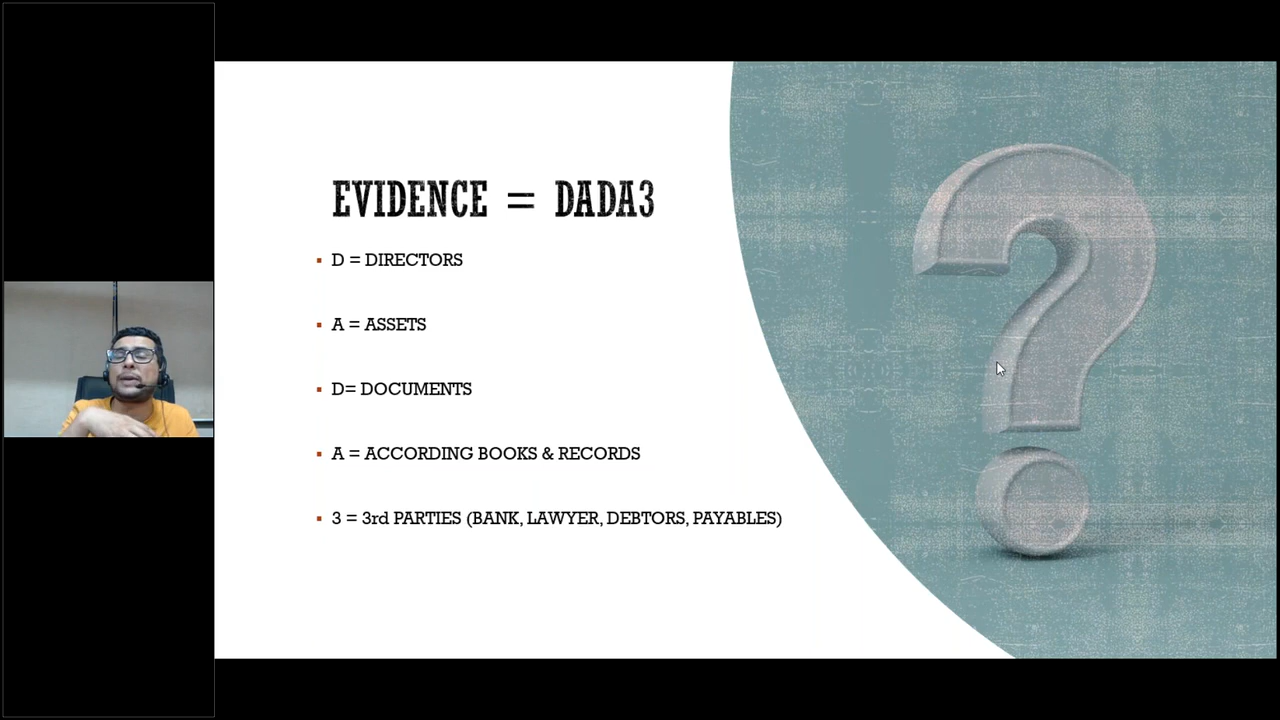 EVIDENCE = DADA3
D = DIRECTORS
A = ASSETS
D= DOCUMENTS
A = ACCORDING BOOKS & RECORDS
3 = 3rd PARTIES (BANK, LAWYER, DEBTORS, PAYABLES)